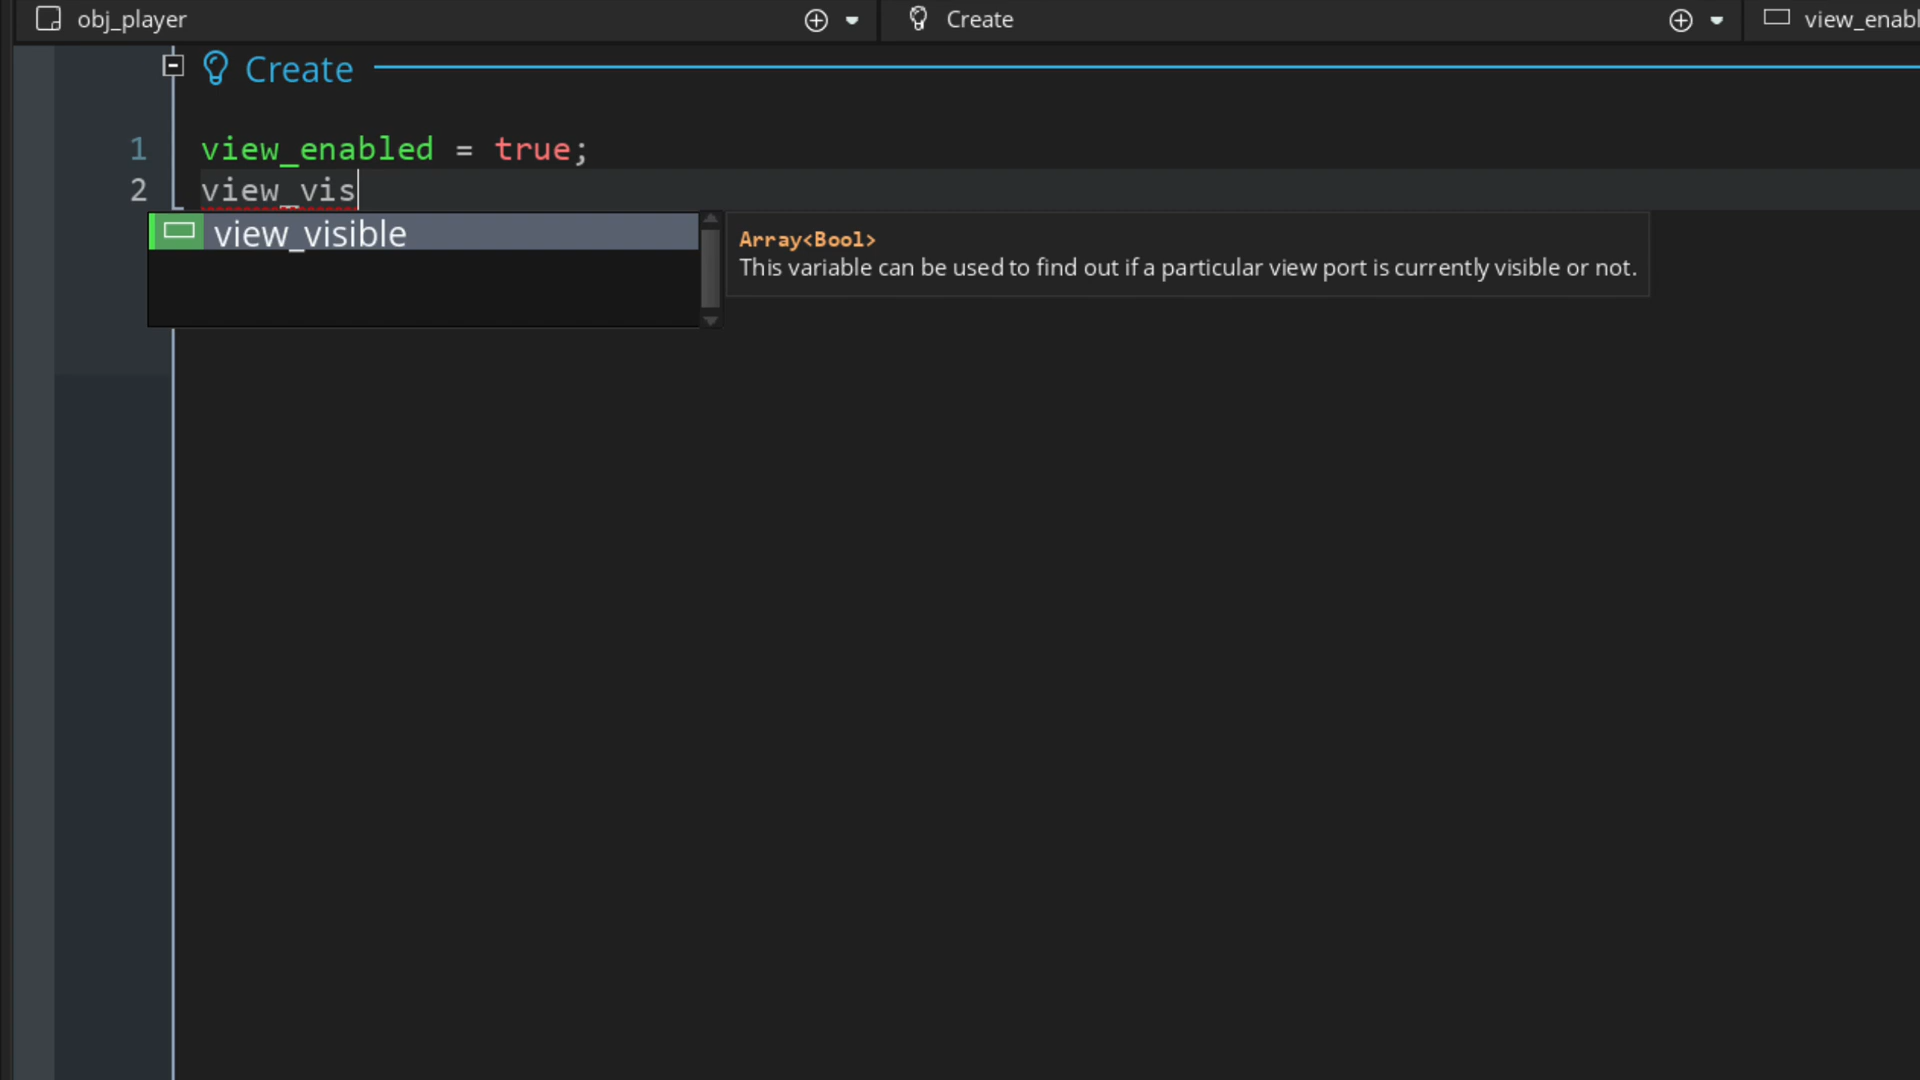 obj_player
Create
view_enabl
Create
1 view_enabled = true;
2 view_vis
view_visible
Array<Bool>
This variable can be used to find out if a particular view port is currently visible or not.